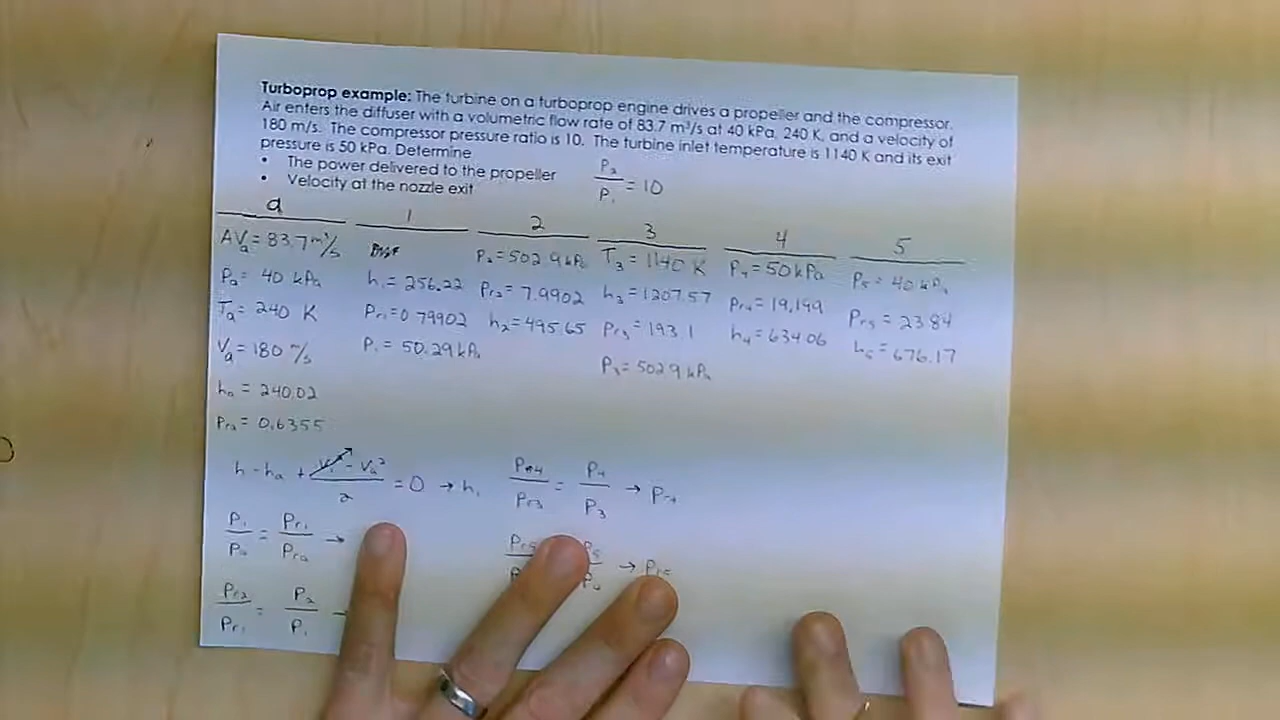 Turboprop example: The turbine on a turboprop engine drives a propeller and the compressor.
Air enters the diffuser with a volumetric flow rate of 83.7 m³/s at 40 kPa, 240 K, and a velocity of
180 m/s. The compressor pressure ratio is 10. The turbine inlet temperature is 1140 K and its exit
pressure is 50 kPa. Determine
• The power delivered to the propeller
• Velocity at the nozzle exit
P₂/P₁ = 10
a 1 2 3 4 5
AVₐ = 83.7 m³/s
Pₐ = 40 kPa
Tₐ = 240 K
Vₐ = 180 m/s
hₐ = 240.02
Prₐ = 0.6355
h₁ = 256.22
Pr₁ = 0.79902
P₁ = 50.29 kPa
P₂ = 502.9 kPa
Pr₂ = 7.9902
h₂ = 495.65
T₃ = 1140 K
h₃ = 1207.57
Pr₃ = 193.1
P₃ = 502.9 kPa
P₄ = 50 kPa
Pr₄ = 19.199
h₄ = 634.06
P₅ = 40 kPa
Pr₅ = 23.84
h₅ = 676.17
h - hₐ + (V₁² - Vₐ²)/2 = 0 → h₁
P₁/Pₐ = Pr₁/Prₐ →
Pr₂/Pr₁ = P₂/P₁ →
Pr₄/Pr₃ = P₄/P₃ → Pr₄
→ Pr₅